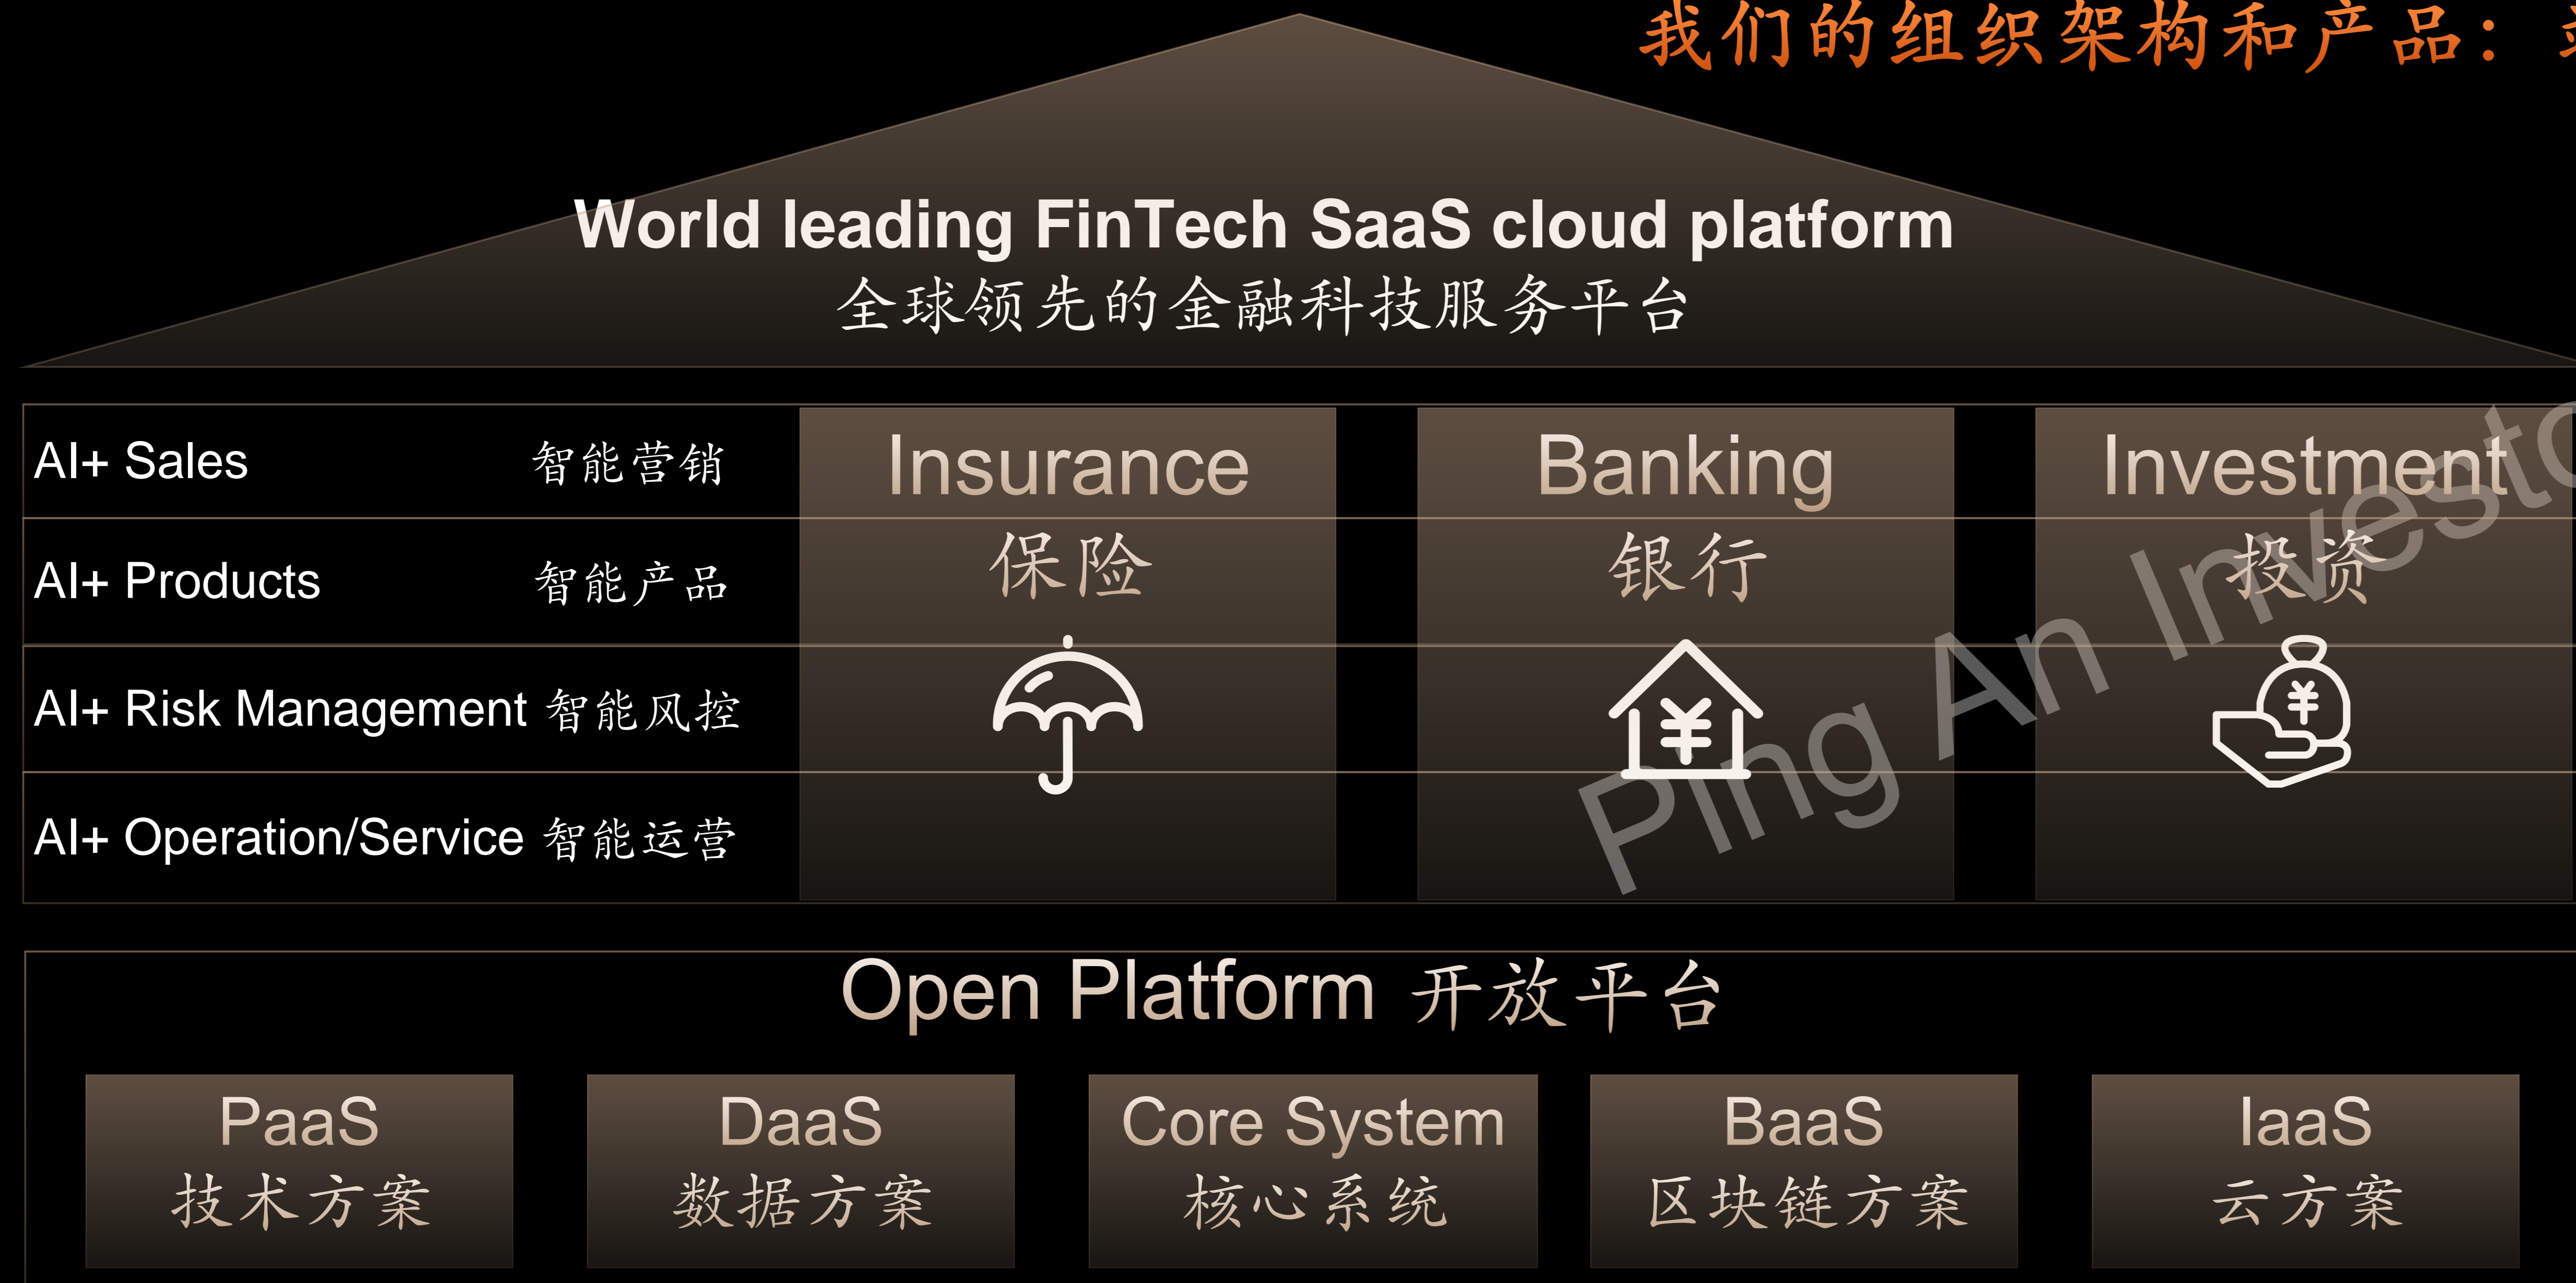 我们的组织架构和产品：
World leading FinTech SaaS cloud platform
全球领先的金融科技服务平台
AI+ Sales 智能营销
AI+ Products 智能产品
AI+ Risk Management 智能风控
AI+ Operation/Service 智能运营
Insurance
保险
Banking
银行
Investment
投资
Ping An
Open Platform 开放平台
PaaS
技术方案
DaaS
数据方案
Core System
核心系统
BaaS
区块链方案
IaaS
云方案